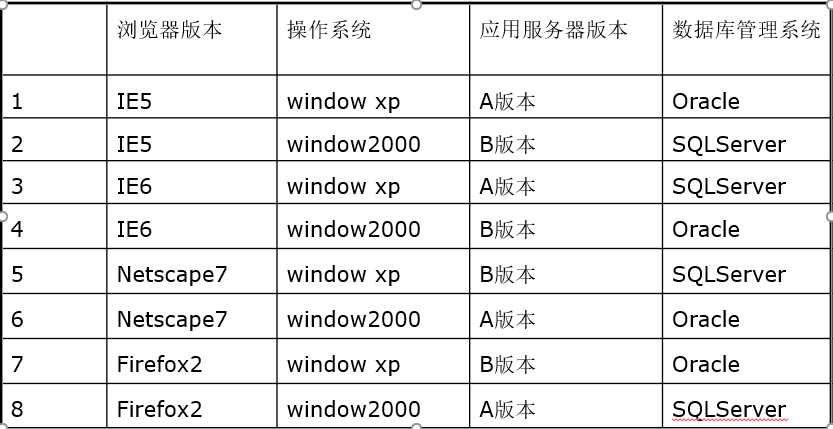 浏览器版本 操作系统 应用服务器版本 数据库管理系统
1 IE5 window xp A版本 Oracle
2 IE5 window2000 B版本 SQLServer
3 IE6 window xp A版本 SQLServer
4 IE6 window2000 B版本 Oracle
5 Netscape7 window xp B版本 SQLServer
6 Netscape7 window2000 A版本 Oracle
7 Firefox2 window xp B版本 Oracle
8 Firefox2 window2000 A版本 SQLServer